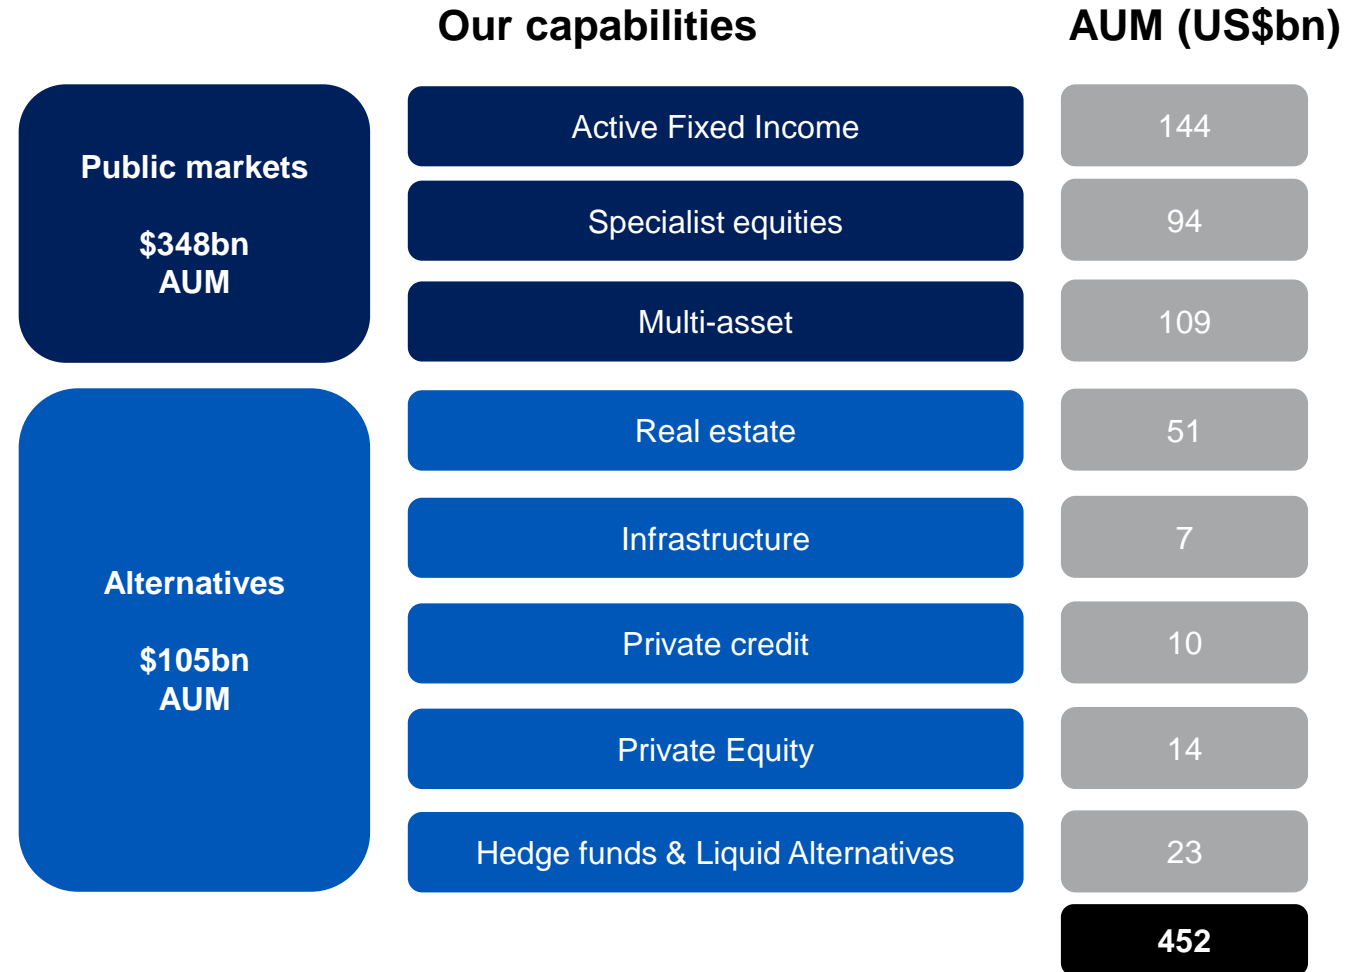 Our capabilities AUM (US$bn)
Public markets
$348bn
AUM
Active Fixed Income 144
Specialist equities 94
Multi-asset 109
Alternatives
$105bn
AUM
Real estate 51
Infrastructure 7
Private credit 10
Private Equity 14
Hedge funds & Liquid Alternatives 23
452